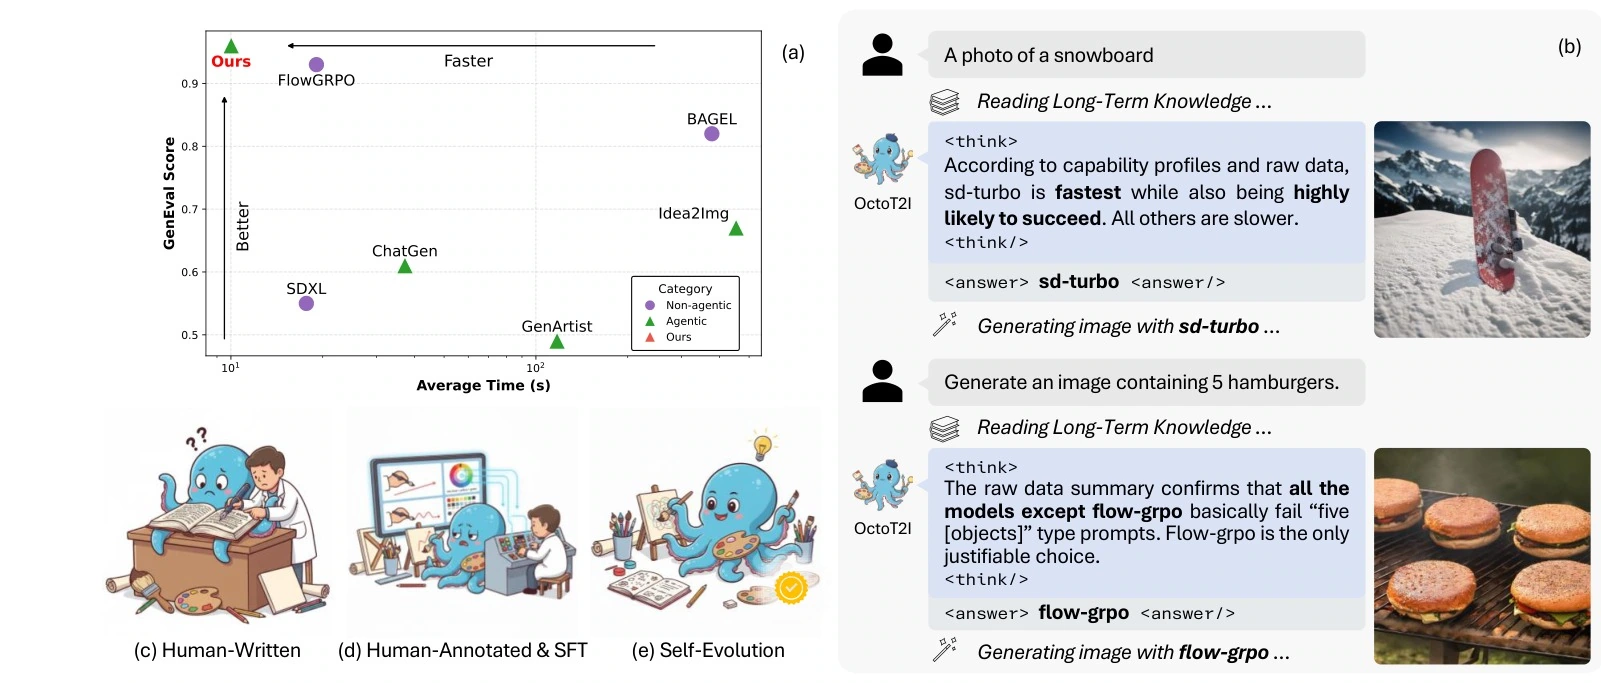 (a)
Ours
Faster
FlowGRPO
BAGEL
Idea2Img
ChatGen
SDXL
GenArtist
Better
GenEval Score
0.9
0.8
0.7
0.6
0.5
Category
Non-agentic
Agentic
Ours
10¹
10²
Average Time (s)
??
(c) Human-Written
(d) Human-Annotated & SFT
(e) Self-Evolution
(b)
A photo of a snowboard
Reading Long-Term Knowledge ...
OctoT2I
<think>
According to capability profiles and raw data,
sd-turbo is fastest while also being highly
likely to succeed. All others are slower.
<think/>
<answer> sd-turbo <answer/>
Generating image with sd-turbo ...
Generate an image containing 5 hamburgers.
Reading Long-Term Knowledge ...
OctoT2I
<think>
The raw data summary confirms that all the
models except flow-grpo basically fail “five
[objects]” type prompts. Flow-grpo is the only
justifiable choice.
<think/>
<answer> flow-grpo <answer/>
Generating image with flow-grpo ...